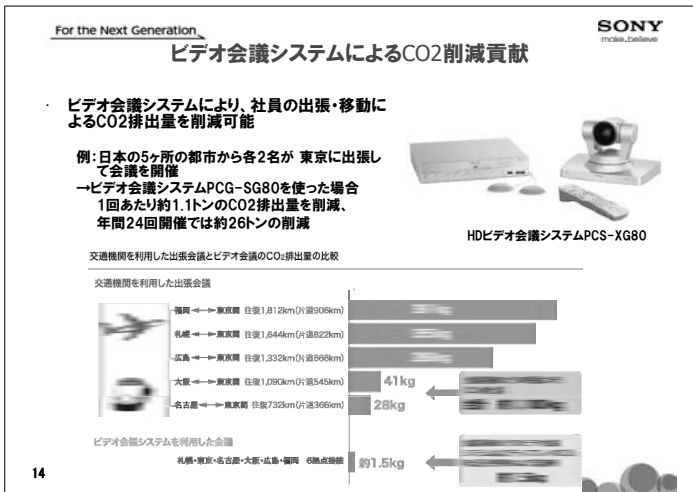 For the Next Generation
SONY
make.believe
ビデオ会議システムによるCO2削減貢献
・ ビデオ会議システムにより、社員の出張・移動に
よるCO2排出量を削減可能
例：日本の5ヶ所の都市から各2名が 東京に出張し
て会議を開催
→ビデオ会議システムPCG-SG80を使った場合
1回あたり約1.1トンのCO2排出量を削減、
年間24回開催では約26トンの削減
HDビデオ会議システムPCS-XG80
交通機関を利用した出張会議とビデオ会議のCO₂排出量の比較
交通機関を利用した出張会議
福岡 ←→ 東京間 往復1,812km(片道906km)
札幌 ←→ 東京間 往復1,644km(片道822km)
広島 ←→ 東京間 往復1,332km(片道666km)
大阪 ←→ 東京間 往復1,090km(片道545km) 41kg
名古屋 ←→ 東京間 往復732km(片道366km) 28kg
ビデオ会議システムを利用した会議
札幌・東京・名古屋・大阪・広島・福岡 6拠点接続 約1.5kg
14